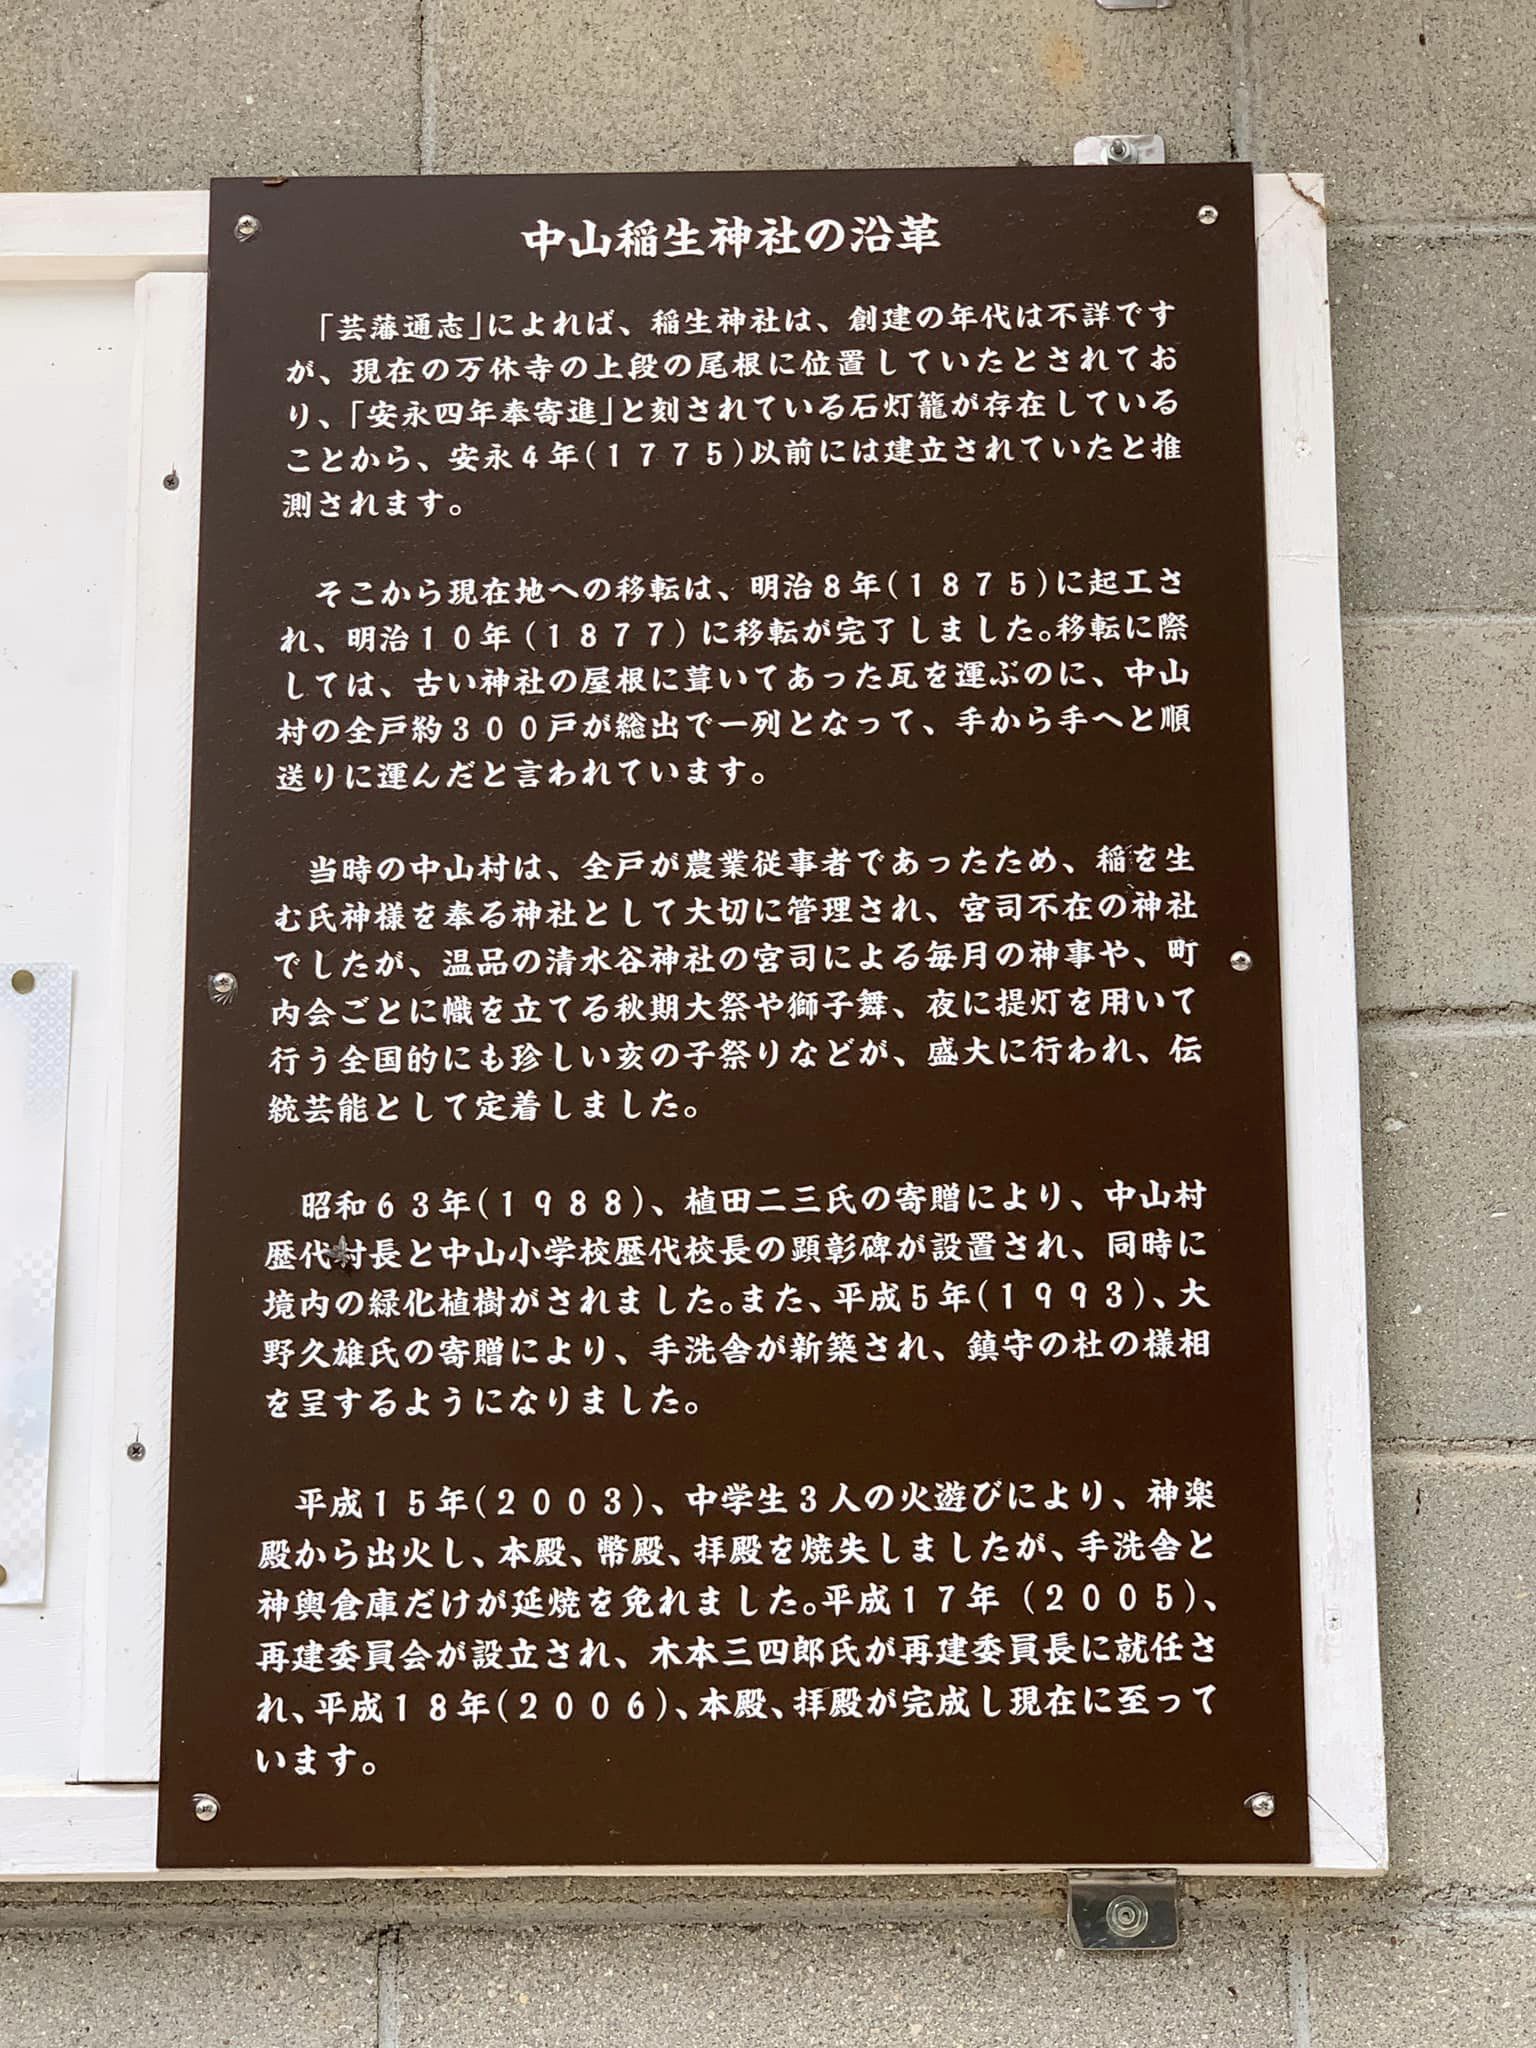 中山稲生神社の沿革
「芸藩通志」によれば、稲生神社は、創建の年代は不詳です
が、現在の万休寺の上段の尾根に位置していたとされてお
り、「安永四年奉寄進」と刻されている石灯籠が存在している
ことから、安永4年(1775)以前には建立されていたと推
測されます。
そこから現在地への移転は、明治8年(1875)に起工さ
れ、明治10年(1877)に移転が完了しました。移転に際
しては、古い神社の屋根に葺いてあった瓦を運ぶのに、中山
村の全戸約300戸が総出で一列となって、手から手へと順
送りに運んだと言われています。
当時の中山村は、全戸が農業従事者であったため、稲を生
む氏神様を奉る神社として大切に管理され、宮司不在の神社
でしたが、温品の清水谷神社の宮司による毎月の神事や、町
内会ごとに幟を立てる秋期大祭や獅子舞、夜に提灯を用いて
行う全国的にも珍しい亥の子祭りなどが、盛大に行われ、伝
統芸能として定着しました。
昭和63年(1988)、植田二三氏の寄贈により、中山村
歴代村長と中山小学校歴代校長の顕彰碑が設置され、同時に
境内の緑化植樹がされました。また、平成5年(1993)、大
野久雄氏の寄贈により、手洗舎が新築され、鎮守の杜の様相
を呈するようになりました。
平成15年(2003)、中学生3人の火遊びにより、神楽
殿から出火し、本殿、幣殿、拝殿を焼失しましたが、手洗舎と
神輿倉庫だけが延焼を免れました。平成17年(2005)、
再建委員会が設立され、木本三四郎氏が再建委員長に就任さ
れ、平成18年(2006)、本殿、拝殿が完成し現在に至って
います。